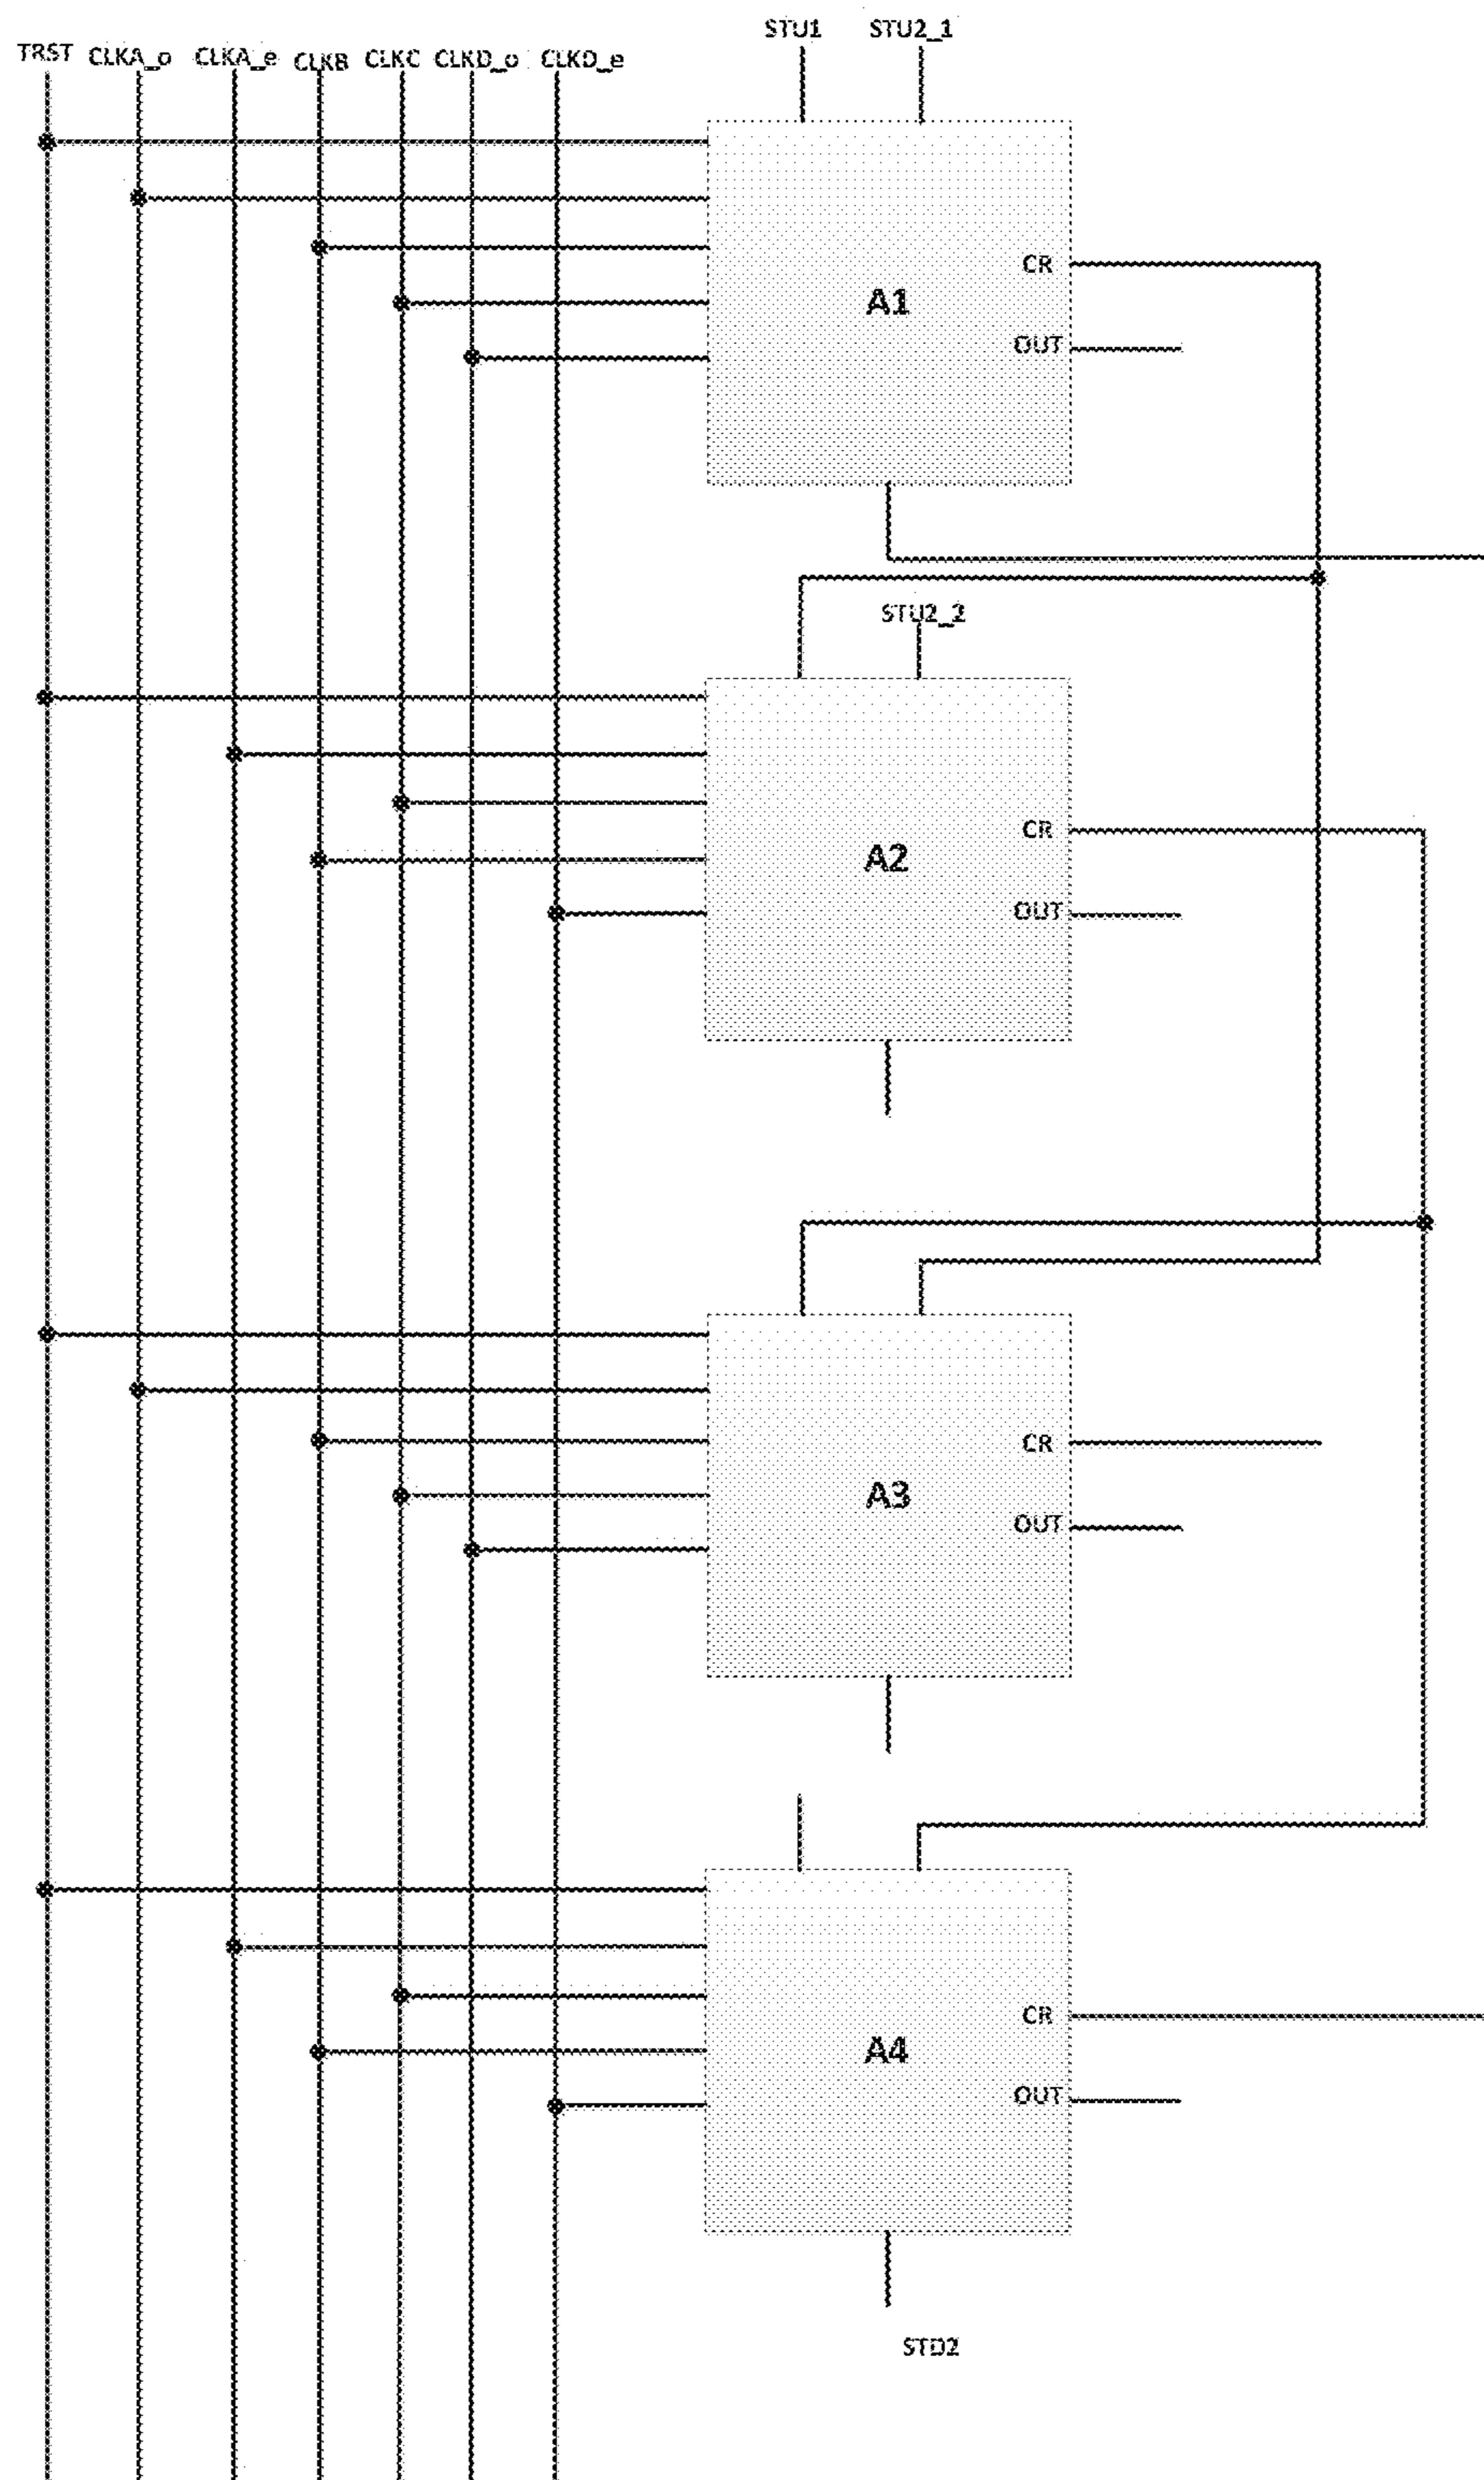 STU1 STU2_1
TRST CLKA_o CLKA_e CLKB CLKC CLKD_o CLKD_e
CR
A1
OUT
STU2_2
CR
A2
OUT
CR
A3
OUT
CR
A4
OUT
STD2